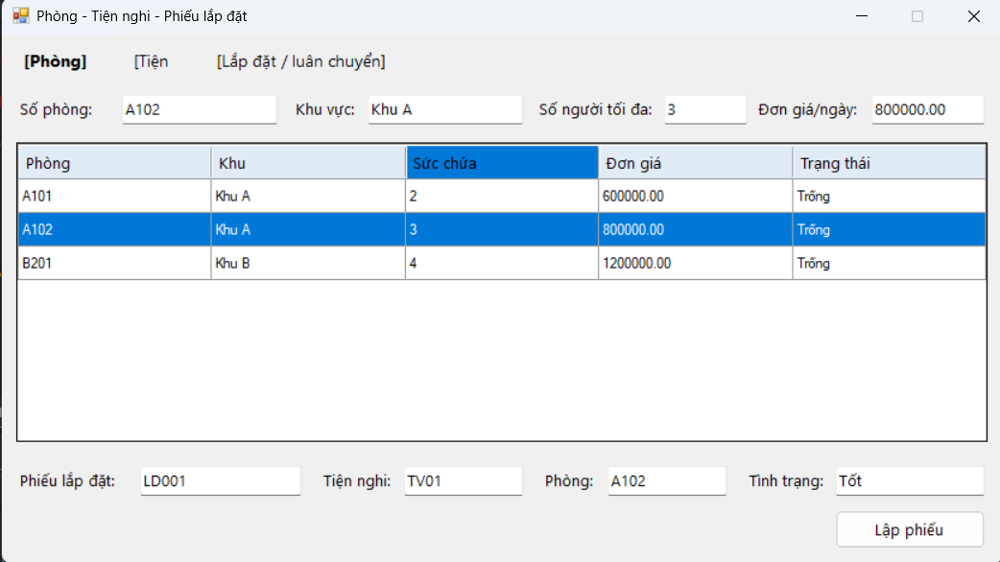 Phòng - Tiện nghi - Phiếu lắp đặt
[Phòng] [Tiện [Lắp đặt / luân chuyển]
Số phòng: A102 Khu vực: Khu A Số người tối đa: 3 Đơn giá/ngày: 800000.00
Phòng Khu Sức chứa Đơn giá Trạng thái
A101 Khu A 2 600000.00 Trống
A102 Khu A 3 800000.00 Trống
B201 Khu B 4 1200000.00 Trống
Phiếu lắp đặt: LD001 Tiện nghi: TV01 Phòng: A102 Tình trạng: Tốt
Lập phiếu